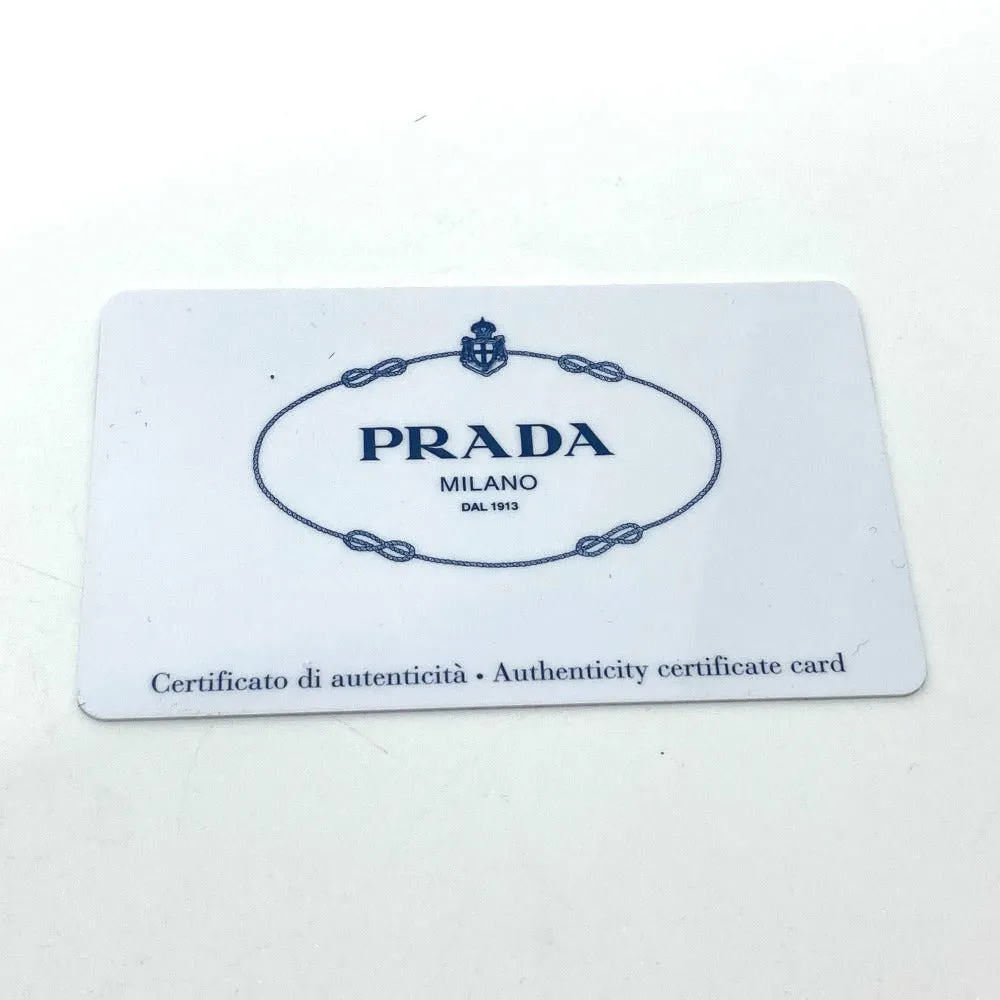 PRADA
MILANO
DAL 1913
Certificato di autenticità • Authenticity certificate card